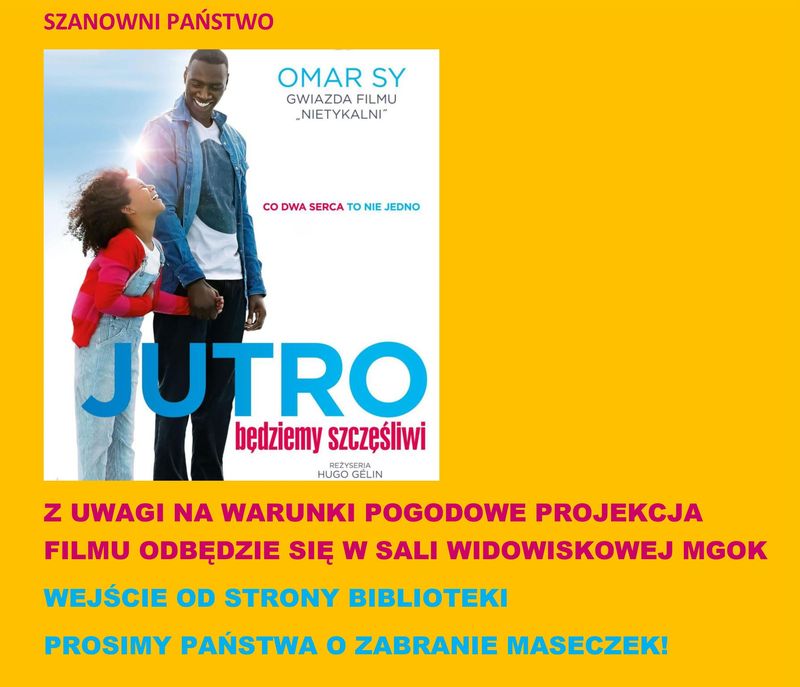 SZANOWNI PAŃSTWO
OMAR SY
GWIAZDA FILMU
„NIETYKALNI”
CO DWA SERCA TO NIE JEDNO
JUTRO
będziemy szczęśliwi
REŻYSERIA
HUGO GÉLIN
Z UWAGI NA WARUNKI POGODOWE PROJEKCJA
FILMU ODBĘDZIE SIĘ W SALI WIDOWISKOWEJ MGOK
WEJŚCIE OD STRONY BIBLIOTEKI
PROSIMY PAŃSTWA O ZABRANIE MASECZEK!